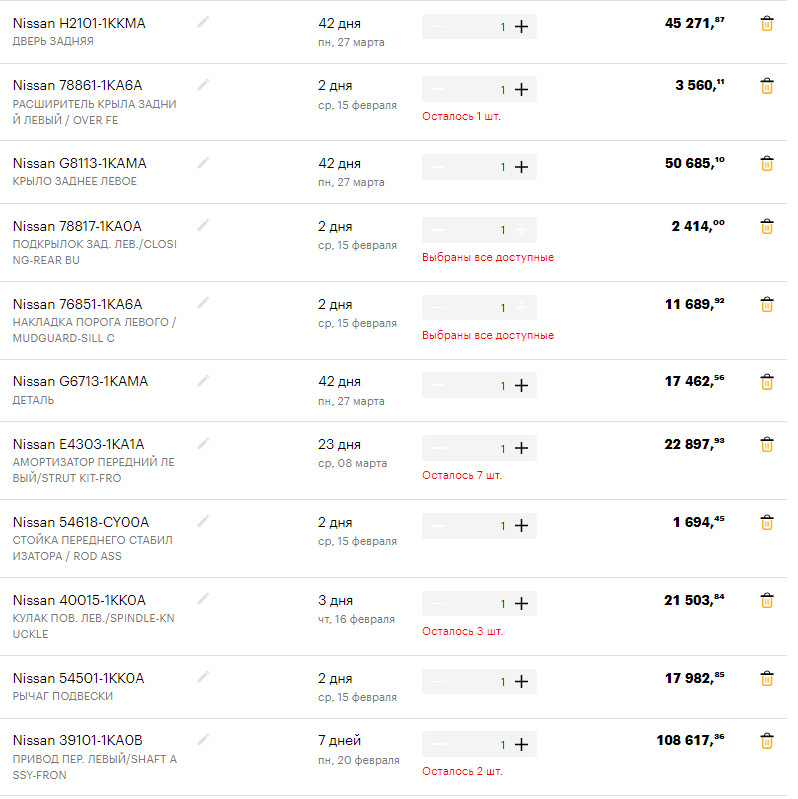 Nissan H2101-1KKMA 42 дня 1 + 45 271,87
ДВЕРЬ ЗАДНЯЯ пн, 27 марта
Nissan 78861-1KA6A 2 дня 1 + 3 560,11
РАСШИРИТЕЛЬ КРЫЛА ЗАДНИ ср, 15 февраля
Й ЛЕВЫЙ / OVER FE Осталось 1 шт.
Nissan G8113-1KAMA 42 дня 1 + 50 685,10
КРЫЛО ЗАДНЕЕ ЛЕВОЕ пн, 27 марта
Nissan 78817-1KA0A 2 дня 1 + 2 414,00
ПОДКРЫЛОК ЗАД. ЛЕВ./CLOSI ср, 15 февраля
NG-REAR BU Выбраны все доступные
Nissan 76851-1KA6A 2 дня 1 + 11 689,92
НАКЛАДКА ПОРОГА ЛЕВОГО / ср, 15 февраля
MUDGUARD-SILL C Выбраны все доступные
Nissan G6713-1KAMA 42 дня 1 + 17 462,56
ДЕТАЛЬ пн, 27 марта
Nissan E4303-1KA1A 23 дня 1 + 22 897,93
АМОРТИЗАТОР ПЕРЕДНИЙ ЛЕ ср, 08 марта
ВЫЙ/STRUT KIT-FRO Осталось 7 шт.
Nissan 54618-CY00A 2 дня 1 + 1 694,45
СТОЙКА ПЕРЕДНЕГО СТАБИЛ ср, 15 февраля
ИЗАТОРА / ROD ASS
Nissan 40015-1KK0A 3 дня 1 + 21 503,84
КУЛАК ПОВ. ЛЕВ./SPINDLE-KN чт, 16 февраля
UCKLE Осталось 3 шт.
Nissan 54501-1KK0A 2 дня 1 + 17 982,85
РЫЧАГ ПОДВЕСКИ ср, 15 февраля
Nissan 39101-1KA0B 7 дней 1 + 108 617,36
ПРИВОД ПЕР. ЛЕВЫЙ/SHAFT A пн, 20 февраля
SSY-FRON Осталось 2 шт.